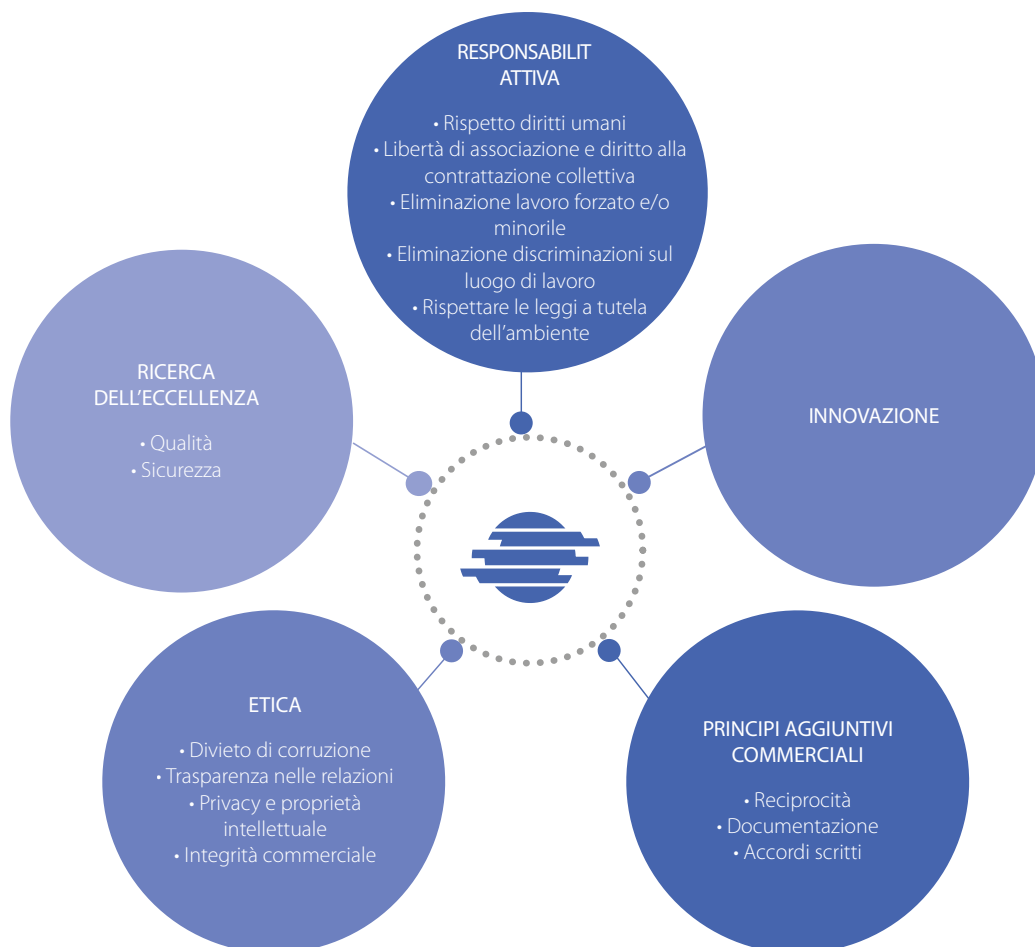 RESPONSABILIT
ATTIVA
• Rispetto diritti umani
• Libertà di associazione e diritto alla
contrattazione collettiva
• Eliminazione lavoro forzato e/o
minorile
• Eliminazione discriminazioni sul
luogo di lavoro
• Rispettare le leggi a tutela
dell’ambiente
RICERCA
DELL’ECCELLENZA
• Qualità
• Sicurezza
INNOVAZIONE
ETICA
• Divieto di corruzione
• Trasparenza nelle relazioni
• Privacy e proprietà
intellettuale
• Integrità commerciale
PRINCIPI AGGIUNTIVI
COMMERCIALI
• Reciprocità
• Documentazione
• Accordi scritti